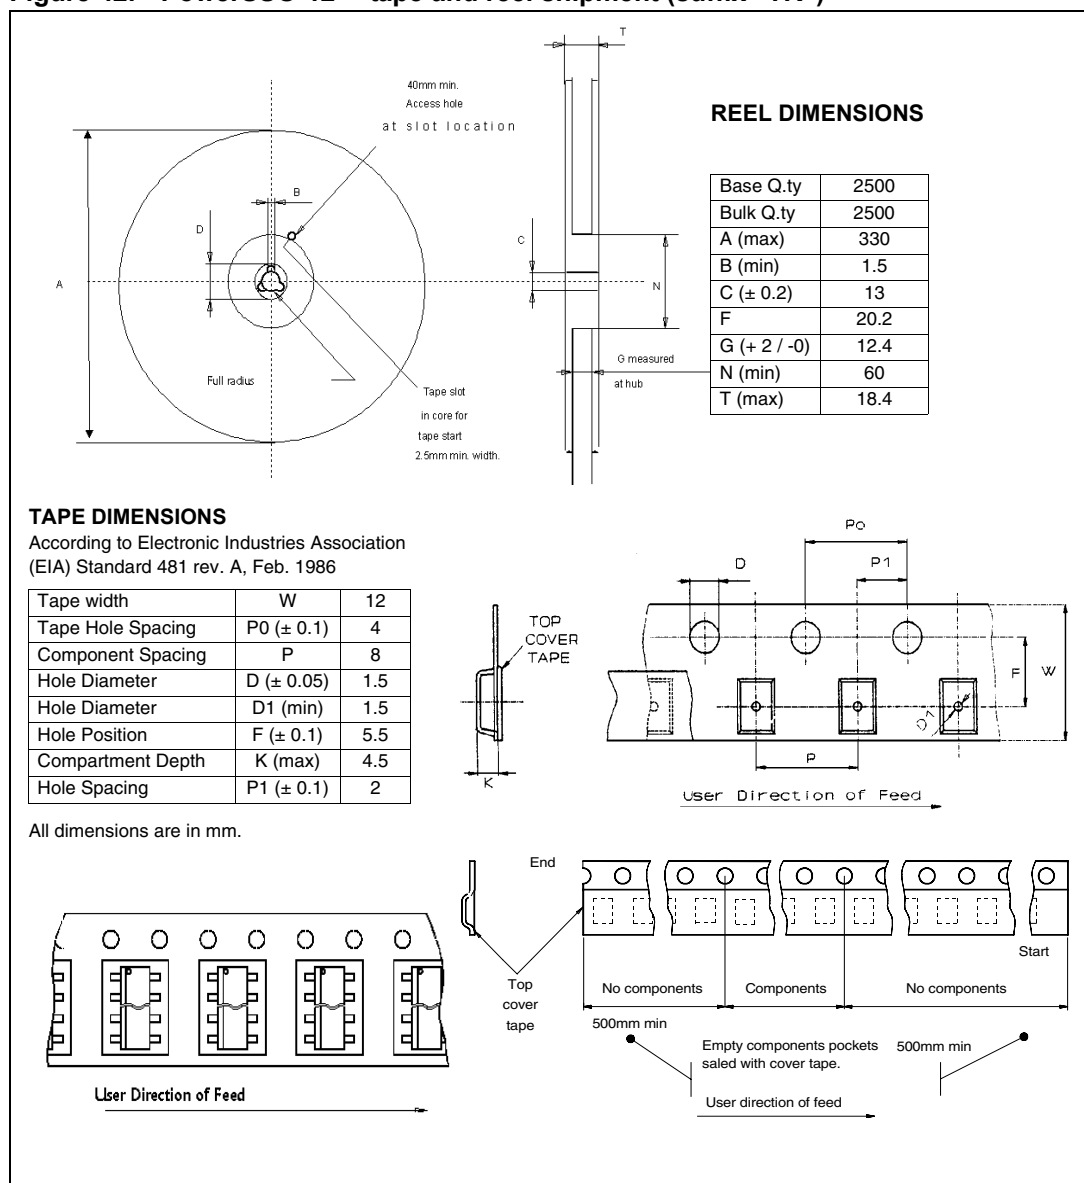 T
40mm min.
Access hole
at slot location
B
D
C
A
N
Full radius
Tape slot
in core for
tape start
2.5mm min. width.
G measured
at hub
REEL DIMENSIONS
Base Q.ty 2500
Bulk Q.ty 2500
A (max) 330
B (min) 1.5
C (± 0.2) 13
F 20.2
G (+ 2 / -0) 12.4
N (min) 60
T (max) 18.4
TAPE DIMENSIONS
According to Electronic Industries Association
(EIA) Standard 481 rev. A, Feb. 1986
Tape width W 12
Tape Hole Spacing P0 (± 0.1) 4
Component Spacing P 8
Hole Diameter D (± 0.05) 1.5
Hole Diameter D1 (min) 1.5
Hole Position F (± 0.1) 5.5
Compartment Depth K (max) 4.5
Hole Spacing P1 (± 0.1) 2
All dimensions are in mm.
TOP
COVER
TAPE
K
Po
D
P1
F
W
D1
P
User Direction of Feed
User Direction of Feed
End
Start
Top
cover
tape
No components
Components
No components
500mm min
Empty components pockets
saled with cover tape.
500mm min
User direction of feed